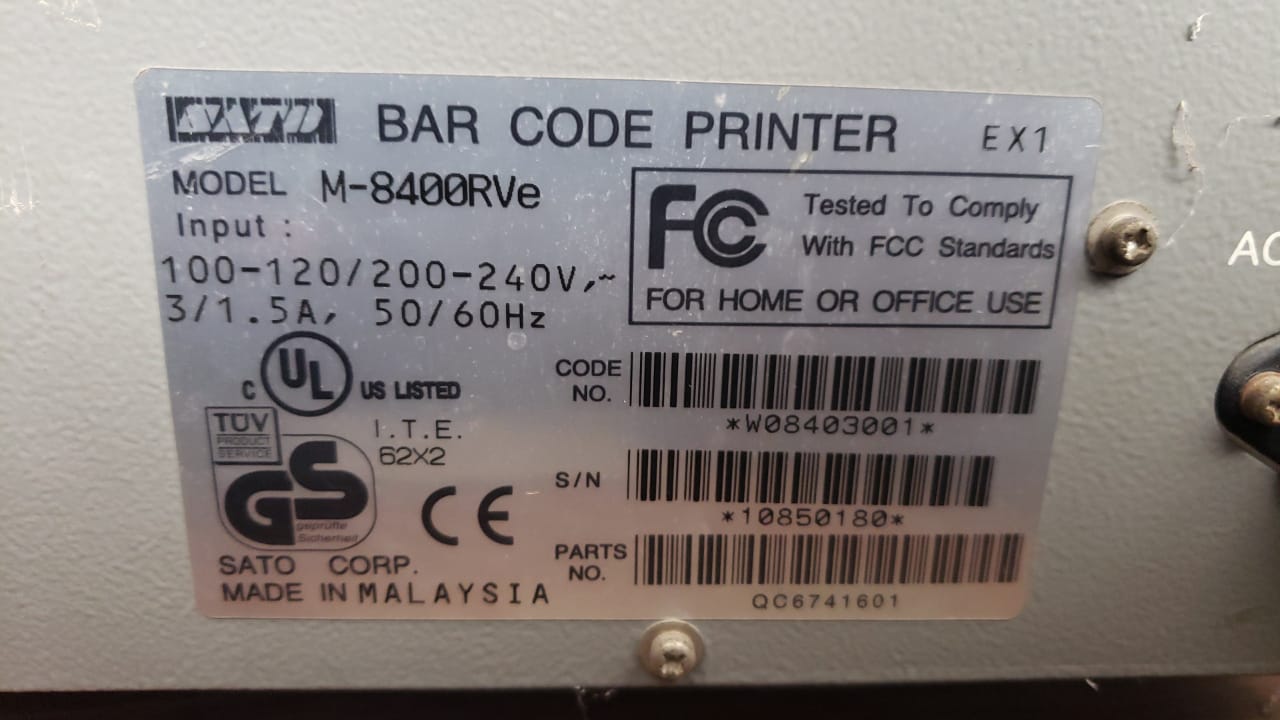 SATO BAR CODE PRINTER EX1
MODEL M-8400RVe
Input :
100-120/200-240V,~
3/1.5A, 50/60Hz
FC Tested To Comply
With FCC Standards
FOR HOME OR OFFICE USE
C UL US LISTED
I.T.E.
62X2
TÜV
PRODUCT
SERVICE
GS
geprüfte
Sicherheit
CE
SATO CORP.
MADE IN MALAYSIA
CODE
NO.
*W08403001*
S/N
*10850180*
PARTS
NO.
QC6741601
AC